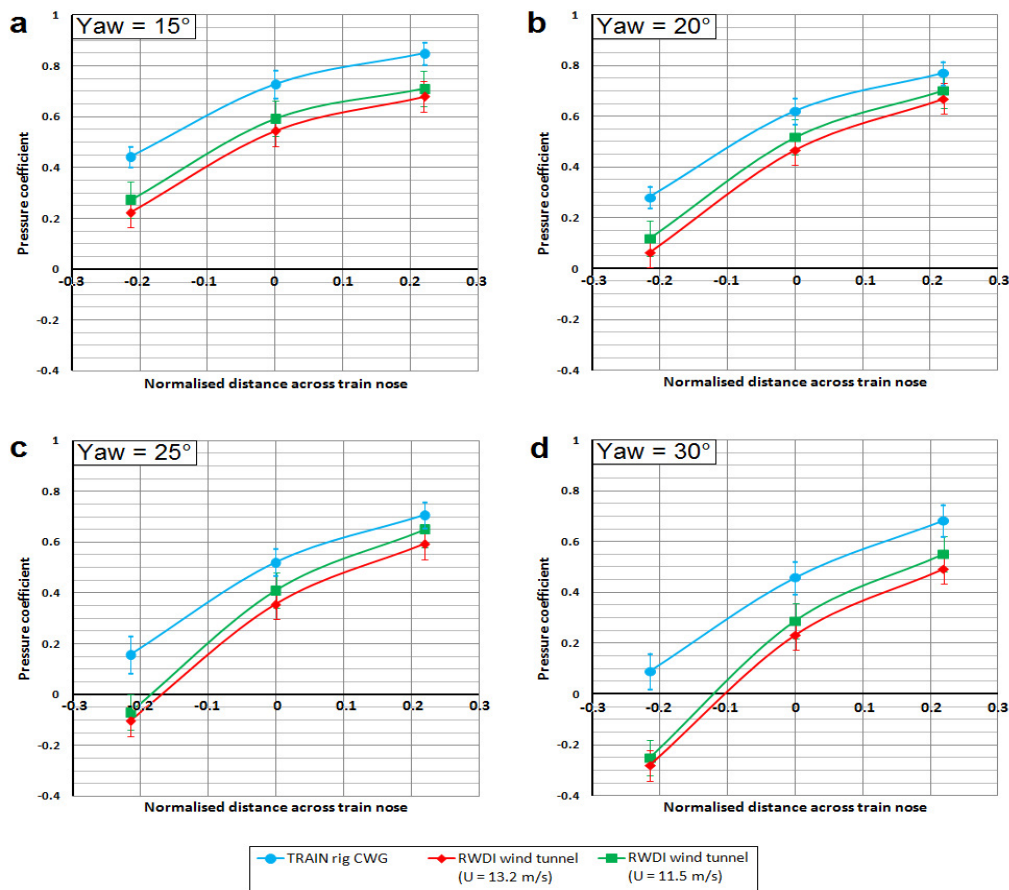 a
Yaw = 15°
1
0.8
0.6
0.4
0.2
0
-0.2
-0.4
-0.3
-0.2
-0.1
0
0.1
0.2
0.3
Pressure coefficient
Normalised distance across train nose
b
Yaw = 20°
1
0.8
0.6
0.4
0.2
0
-0.2
-0.4
-0.3
-0.2
-0.1
0
0.1
0.2
0.3
Pressure coefficient
Normalised distance across train nose
c
Yaw = 25°
1
0.8
0.6
0.4
0.2
0
-0.2
-0.4
-0.3
-0.2
-0.1
0
0.1
0.2
0.3
Pressure coefficient
Normalised distance across train nose
d
Yaw = 30°
1
0.8
0.6
0.4
0.2
0
-0.2
-0.4
-0.3
-0.2
-0.1
0
0.1
0.2
0.3
Pressure coefficient
Normalised distance across train nose
TRAIN rig CWG
RWDI wind tunnel
(U = 13.2 m/s)
RWDI wind tunnel
(U = 11.5 m/s)